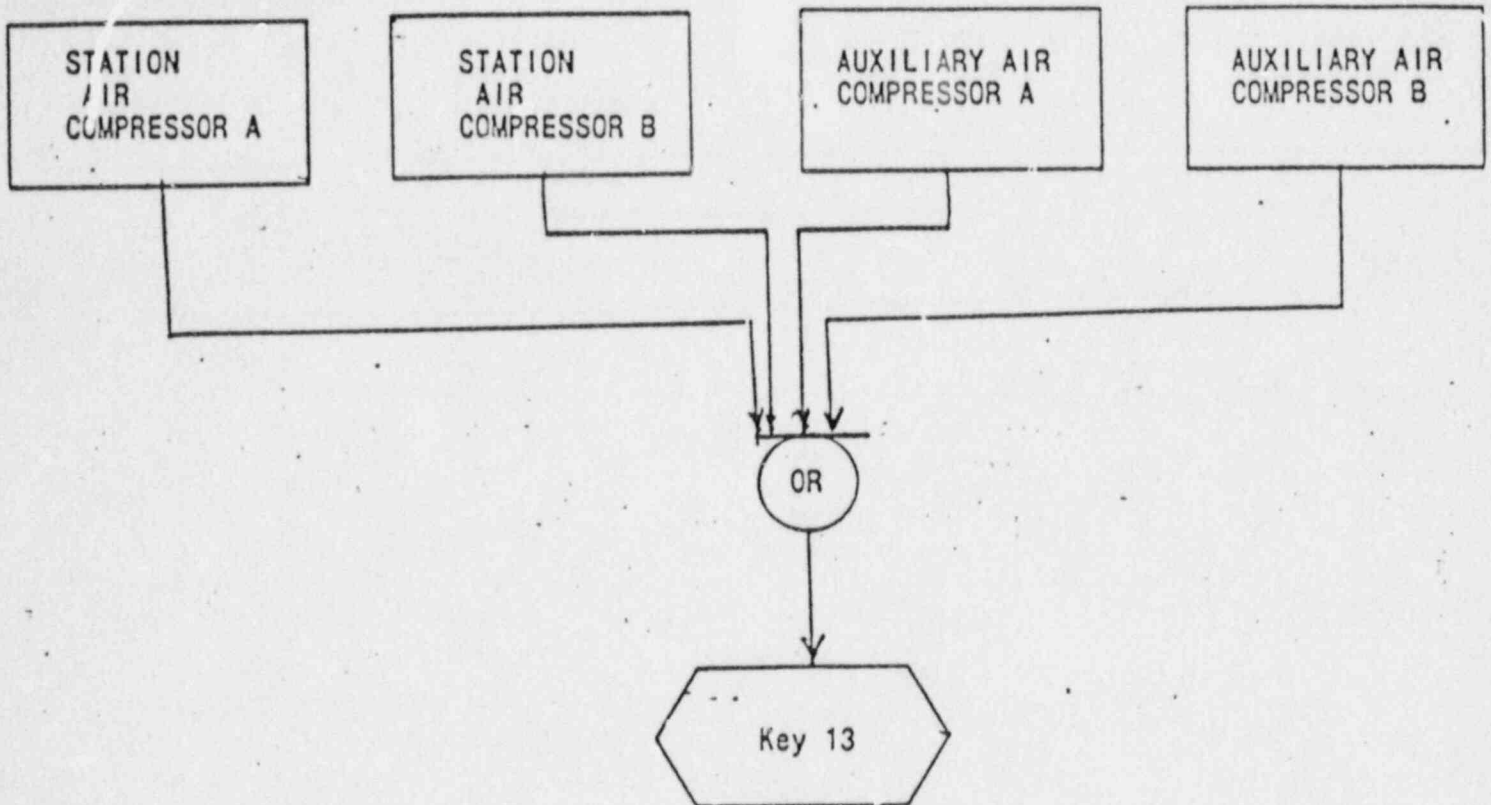 STATION
AIR
COMPRESSOR A
STATION
AIR
COMPRESSOR B
AUXILIARY AIR
COMPRESSOR A
AUXILIARY AIR
COMPRESSOR B
OR
Key 13